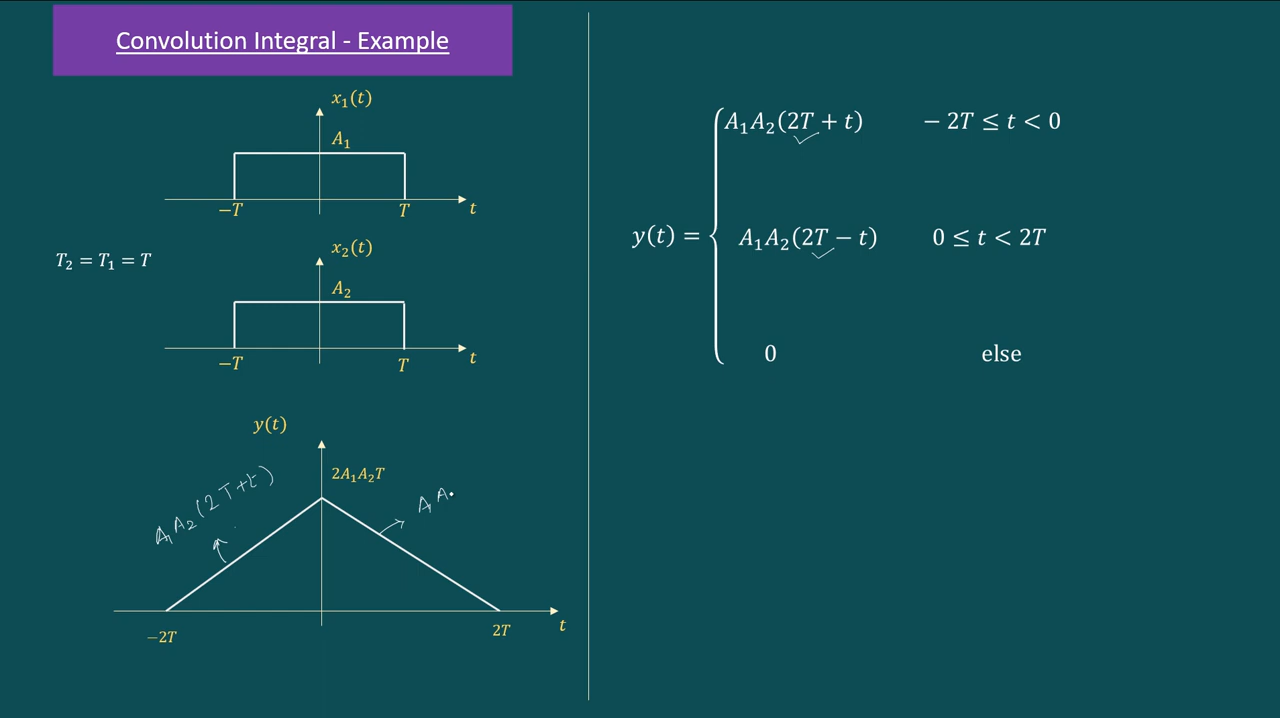 Convolution Integral - Example
x₁(t)
A₁
−T T t
x₂(t)
T₂ = T₁ = T
A₂
−T T t
y(t)
2A₁A₂T
A₁A₂(2T+t)
A₁A
−2T 2T t
A₁A₂(2T + t) − 2T ≤ t < 0
y(t) = { A₁A₂(2T − t) 0 ≤ t < 2T
0 else